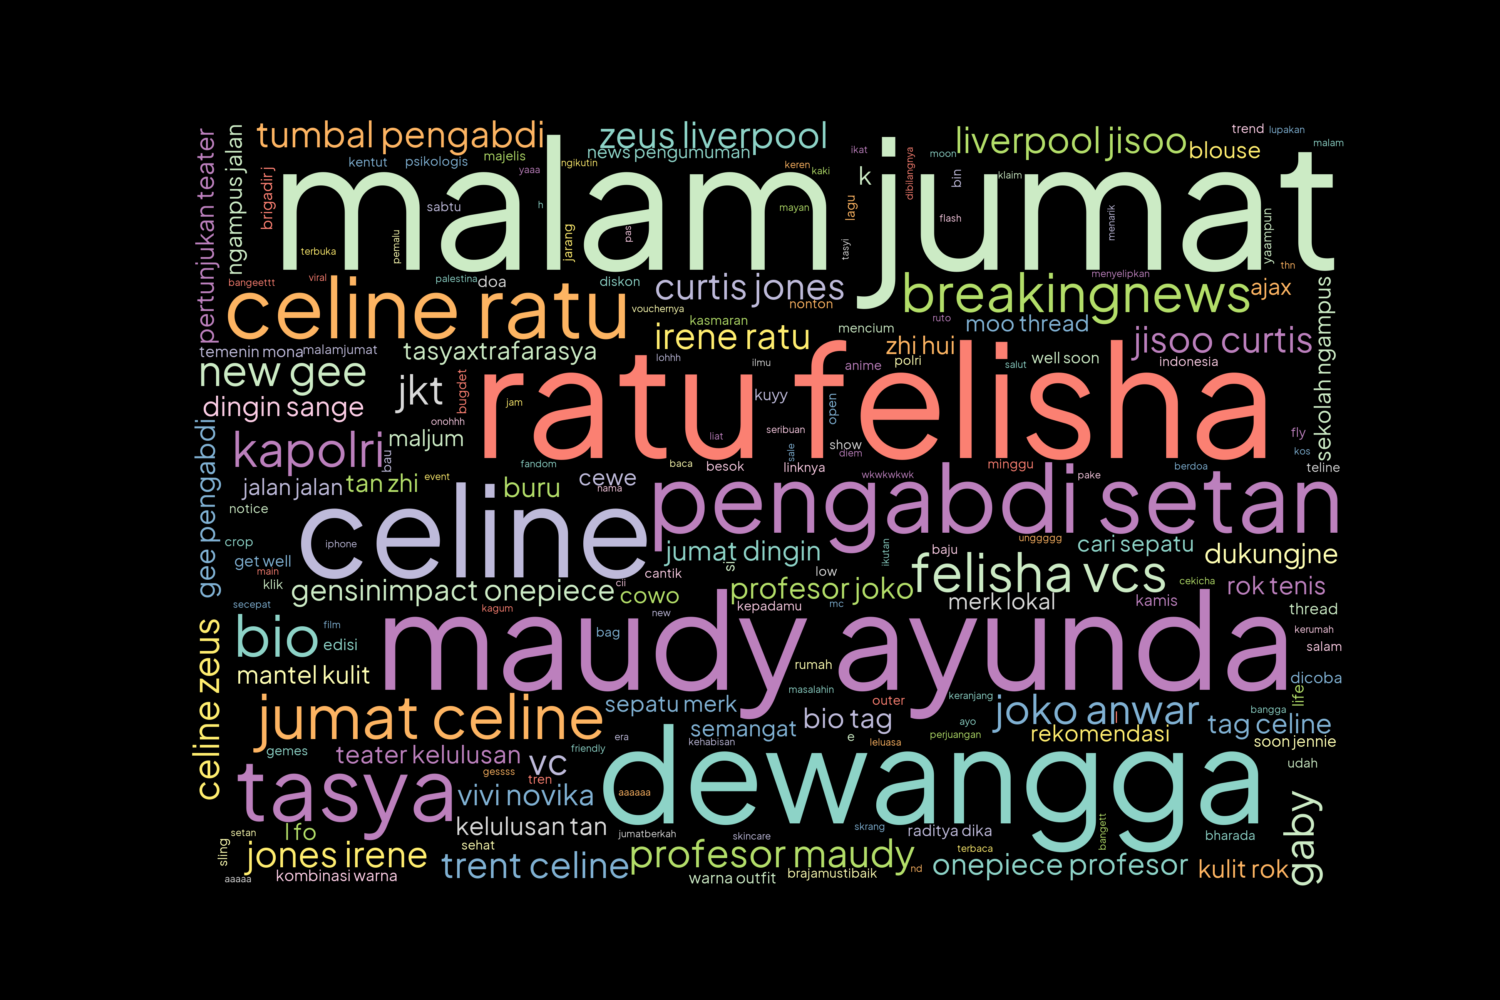 tumbal pengabdi
zeus liverpool
liverpool jisoo
trend
lupakan
malam
blouse
news pengumuman
moon
ikat
kentut
psikologis
majelis
ngikutin
yaaa
keren
kaki
k
klaim
bin
dibilangnya
pertunjukan teater
ngampus jalan
brigadir j
malam jumat
sabtu
h
mayan
lagu
flash
menarik
yaampun
jarang
pas
tasyi
terbuka
pemalu
thn
bangeettt
viral
palestina
doa
diskon
curtis jones
menyelipkan
ajax
celine ratu
breakingnews
vouchernya
nonton
kasmaran
ruto
moo thread
irene ratu
mencium
jisoo curtis
temenin mona
malamjumat
tasyaxtrafarasya
zhi hui
lohhh
ilmu
anime
polri
salut
well soon
indonesia
sekolah ngampus
new gee
jkt
bugdet
ratu felisha
kuyy
open
dingin sange
jam
onohhh
seribuan
liat
show
diem
fly
kos
gee pengabdi
kapolri
maljum
bau
sale
fandom
baca
besok
linknya
minggu
berdoa
teline
jalan jalan
tan zhi
event
buru
cewe
nama
wkwkwkwk
pake
pengabdi setan
notice
celine
crop
iphone
jumat dingin
ikutan
baju
unggggg
cari sepatu
dukungjne
get well
main
klik
si
cii
cantik
low
felisha vcs
cekicha
rok tenis
gensinimpact onepiece
cowo
profesor joko
merk lokal
kamis
thread
secepat
kagum
new
kepadamu
mc
bio
film
edisi
bag
maudy ayunda
kerumah
salam
celine zeus
mantel kulit
rumah
masalahin
dicoba
life
jumat celine
sepatu merk
outer
keranjang
joko anwar
bangga
tag celine
semangat
bio tag
ayo
perjuangan
rekomendasi
era
kehabisan
e
leluasa
soon jennie
gemes
teater kelulusan
friendly
vc
gessss
tren
udah
tasya
vivi novika
aaaaaa
dewangga
gaby
kelulusan tan
jumatberkah
skincare
skrang
raditya dika
bangett
bharada
setan
l fo
sehat
terbaca
sling
jones irene
trent celine
profesor maudy
onepiece profesor
kulit rok
aaaaa
kombinasi warna
warna outfit
brajamustibaik
nd